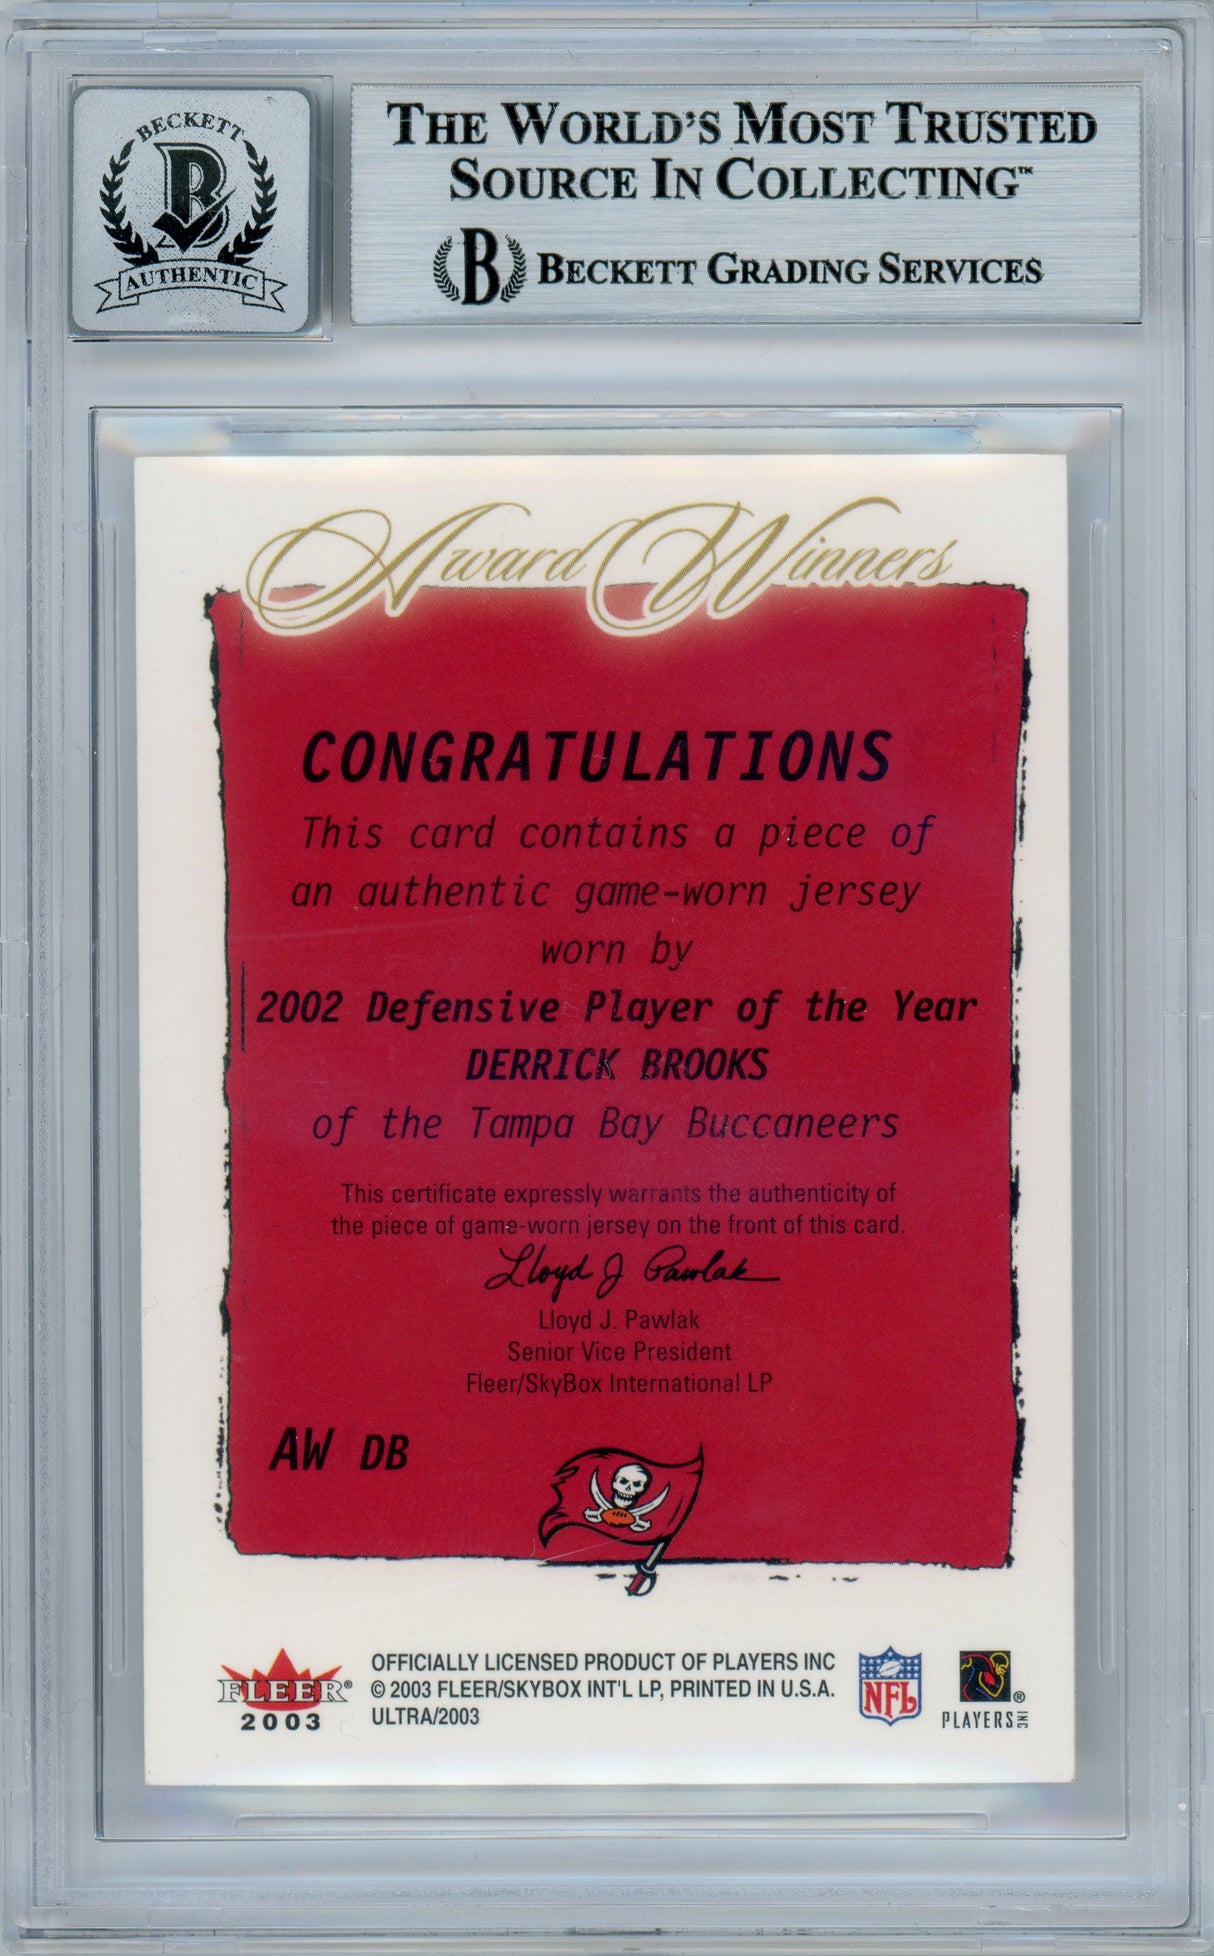 BECKETT
B
AUTHENTIC
THE WORLD'S MOST TRUSTED
SOURCE IN COLLECTING™
B BECKETT GRADING SERVICES
Award Winners
CONGRATULATIONS
This card contains a piece of
an authentic game-worn jersey
worn by
2002 Defensive Player of the Year
DERRICK BROOKS
of the Tampa Bay Buccaneers
This certificate expressly warrants the authenticity of
the piece of game-worn jersey on the front of this card.
Lloyd J Pawlak
Lloyd J. Pawlak
Senior Vice President
Fleer/SkyBox International LP
AW DB
FLEER®
2003
OFFICIALLY LICENSED PRODUCT OF PLAYERS INC
© 2003 FLEER/SKYBOX INT'L LP, PRINTED IN U.S.A.
ULTRA/2003
NFL
®
PLAYERS INC